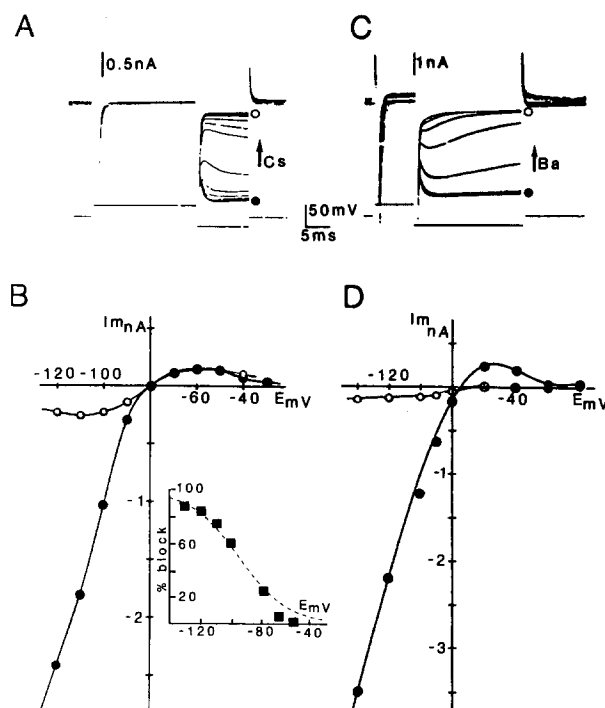 A
C
0.5nA
1nA
Cs
Ba
50mV
5ms
B
D
Im nA
Im nA
-120 -100
-60 -40
E mV
-120
-40
E mV
-1
-2
-1
-2
-3
100
60
20
% block
E mV
-120 -80 -40